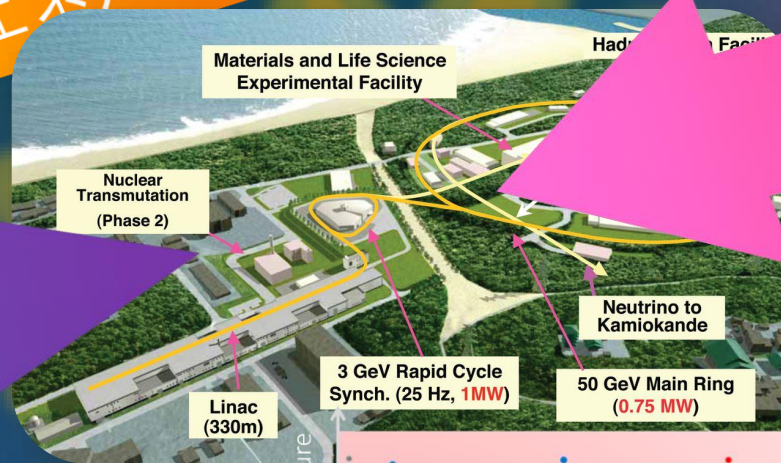 Materials and Life Science
Experimental Facility
Nuclear
Transmutation
(Phase 2)
Neutrino to
Kamiokande
3 GeV Rapid Cycle
Synch. (25 Hz, 1MW)
50 GeV Main Ring
(0.75 MW)
Linac
(330m)